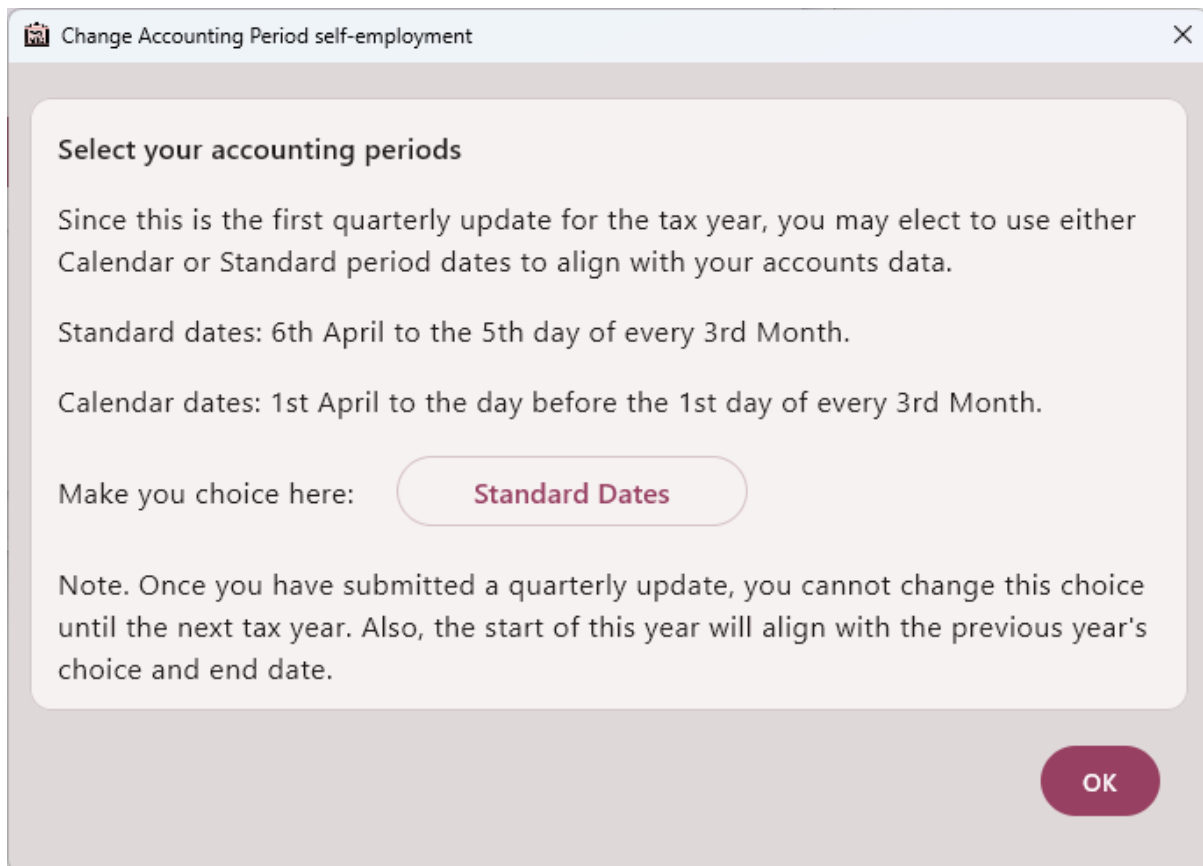 Change Accounting Period self-employment
Select your accounting periods
Since this is the first quarterly update for the tax year, you may elect to use either
Calendar or Standard period dates to align with your accounts data.
Standard dates: 6th April to the 5th day of every 3rd Month.
Calendar dates: 1st April to the day before the 1st day of every 3rd Month.
Make you choice here:
Standard Dates
Note. Once you have submitted a quarterly update, you cannot change this choice
until the next tax year. Also, the start of this year will align with the previous year's
choice and end date.
OK